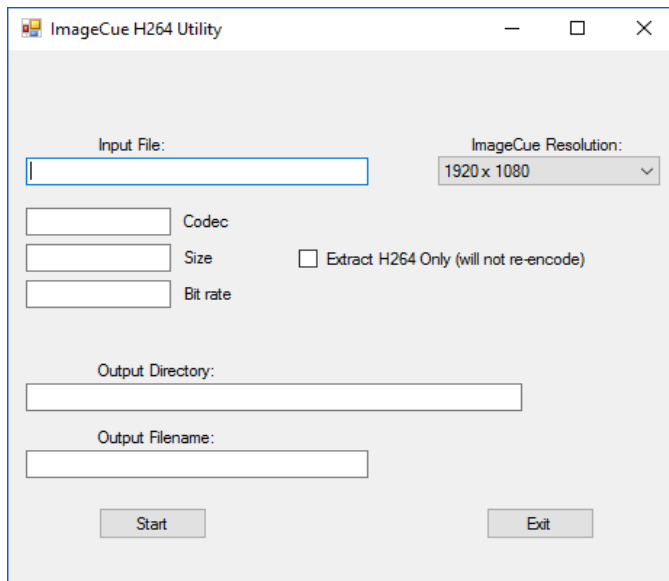 ImageCue H264 Utility
Input File:
ImageCue Resolution:
1920 x 1080
Codec
Size
Extract H264 Only (will not re-encode)
Bit rate
Output Directory:
Output Filename:
Start
Exit